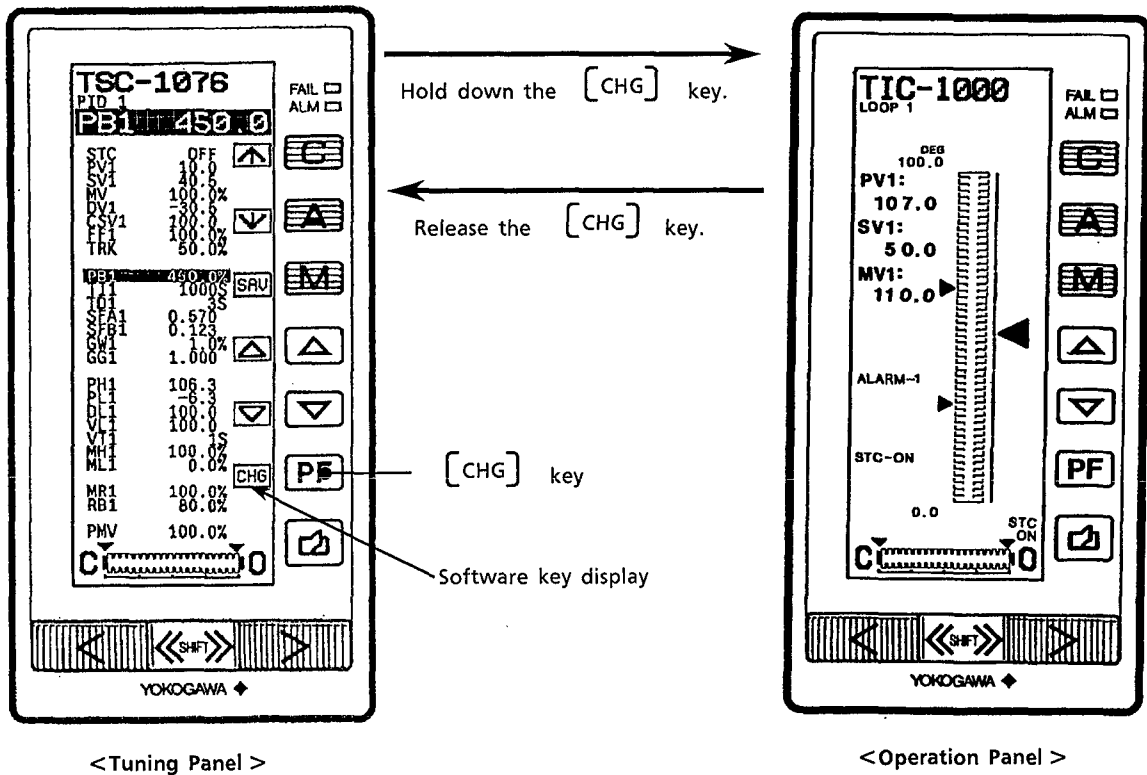 TSC-1076
PID 1
PB1 450.0
FAIL
ALM
STC OFF
PV1 10.0
SV1 40.5
MV 100.0%
DV1 -30.5
CSV1 100.0
FF1 100.0%
TRK 50.0%
PB1 450.0%
TI1 1000S
TD1 3S
SFA1 0.570
SFB1 0.123
GW1 1.0%
GG1 1.000
PH1 106.3
PL1 -6.3
DL1 100.0
VL1 100.0
VT1 1S
MH1 100.0%
ML1 0.0%
MR1 100.0%
RB1 80.0%
PMV 100.0%
SAV
CHG
C O
C
A
M
PF
< SHIFT >
YOKOGAWA
<Tuning Panel >
Hold down the [CHG] key.
Release the [CHG] key.
[CHG] key
Software key display
TIC-1000
LOOP 1
FAIL
ALM
DEG
100.0
PV1:
107.0
SV1:
50.0
MV1:
110.0
ALARM-1
STC-ON
0.0
STC
ON
C O
C
A
M
PF
< SHIFT >
YOKOGAWA
<Operation Panel >